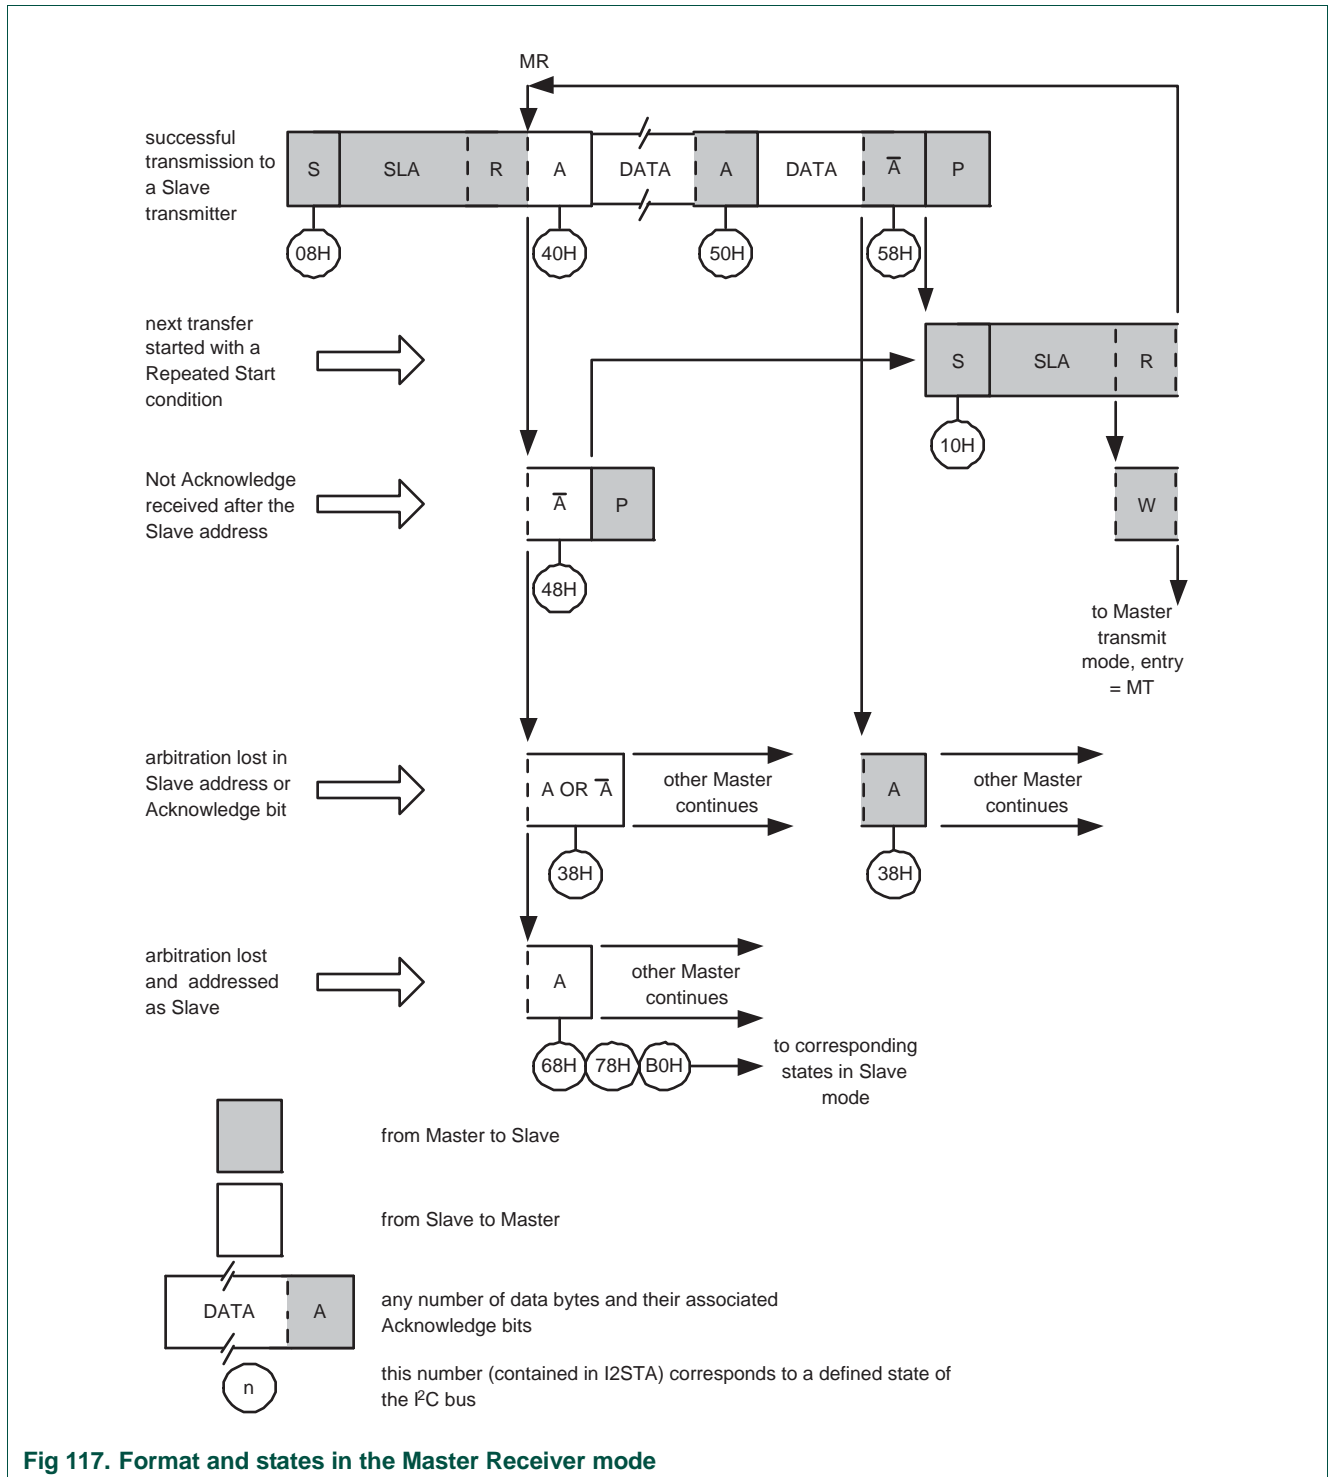 MR
successful
transmission to
a Slave
transmitter
S SLA R A DATA A DATA A̅ P
08H 40H 50H 58H
next transfer
started with a
Repeated Start
condition
S SLA R
10H
Not Acknowledge
received after the
Slave address
A̅ P
W
48H
to Master
transmit
mode, entry
= MT
arbitration lost in
Slave address or
Acknowledge bit
A OR A̅
other Master
continues
A
other Master
continues
38H 38H
arbitration lost
and addressed
as Slave
A
other Master
continues
68H 78H B0H
to corresponding
states in Slave
mode
from Master to Slave
from Slave to Master
DATA A
any number of data bytes and their associated
Acknowledge bits
n
this number (contained in I2STA) corresponds to a defined state of
the I²C bus
Fig 117. Format and states in the Master Receiver mode